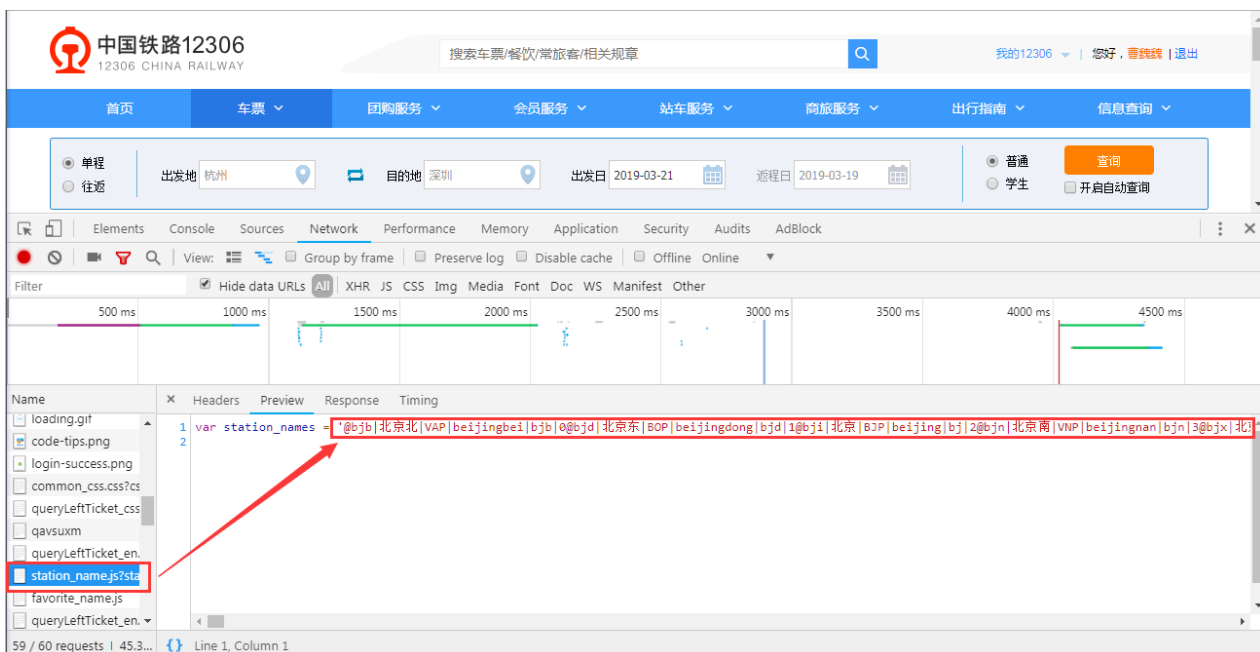 中国铁路12306
12306 CHINA RAILWAY
搜索车票/餐饮/常旅客/相关规章
我的12306 | 您好，曹魏魏 | 退出
首页 车票 团购服务 会员服务 站车服务 商旅服务 出行指南 信息查询
单程
往返
出发地 杭州 目的地 深圳 出发日 2019-03-21 返程日 2019-03-19
普通
学生
查询
开启自动查询
Elements Console Sources Network Performance Memory Application Security Audits AdBlock
View: Group by frame Preserve log Disable cache Offline Online
Filter Hide data URLs All XHR JS CSS Img Media Font Doc WS Manifest Other
500 ms 1000 ms 1500 ms 2000 ms 2500 ms 3000 ms 3500 ms 4000 ms 4500 ms
Name × Headers Preview Response Timing
loading.gif
code-tips.png
login-success.png
common_css.css?cs
queryLeftTicket_css
qavsuxm
queryLeftTicket_en.
station_name.js?sta
favorite_name.js
queryLeftTicket_en.
1 var station_names ='@bjb|北京北|VAP|beijingbei|bjb|0@bjd|北京东|BOP|beijingdong|bjd|1@bji|北京|BJP|beijing|bj|2@bjn|北京南|VNP|beijingnan|bjn|3@bjx|北
2
59 / 60 requests | 45.3... {} Line 1, Column 1